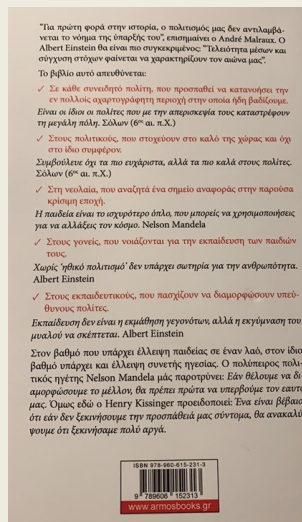 “Για πρώτη φορά στην ιστορία, ο πολιτισμός μας δεν αντιλαμβά-
νεται το νόημα της ύπαρξής του”, επισημαίνει ο André Malraux. Ο
Albert Einstein θα είναι πιο συγκεκριμένος: “Τελειότητα μέσων και
σύγχυση στόχων φαίνεται να χαρακτηρίζουν τον αιώνα μας”.
Το βιβλίο αυτό απευθύνεται:
✓ Σε κάθε συνειδητό πολίτη, που προσπαθεί να κατανοήσει την
εν πολλοίς αχαρτογράφητη περιοχή στην οποία ήδη βαδίζουμε.
Είναι οι ίδιοι οι πολίτες που με την απερισκεψία τους καταστρέφουν
τη μεγάλη πόλη. Σόλων (6ος αι. π.Χ.)
✓ Στους πολιτικούς, που στοχεύουν στο καλό της χώρας και όχι
στο ίδιο συμφέρον.
Συμβούλευε όχι τα πιο ευχάριστα, αλλά τα πιο καλά στους πολίτες.
Σόλων (6ος αι. π.Χ.)
✓ Στη νεολαία, που αναζητά ένα σημείο αναφοράς στην παρούσα
κρίσιμη εποχή.
Η παιδεία είναι το ισχυρότερο όπλο, που μπορείς να χρησιμοποιήσεις
για να αλλάξεις τον κόσμο. Nelson Mandela
✓ Στους γονείς, που νοιάζονται για την εκπαίδευση των παιδιών
τους.
Χωρίς ‘ηθικό πολιτισμό’ δεν υπάρχει σωτηρία για την ανθρωπότητα.
Albert Einstein
✓ Στους εκπαιδευτικούς, που πασχίζουν να διαμορφώσουν υπεύ-
θυνους πολίτες.
Εκπαίδευση δεν είναι η εκμάθηση γεγονότων, αλλά η εκγύμναση του
μυαλού να σκέπτεται. Albert Einstein
Στον βαθμό που υπάρχει έλλειψη παιδείας σε έναν λαό, στον ίδιο
βαθμό υπάρχει και έλλειψη συνετής ηγεσίας. Ο πολύπειρος πολι-
τικός ηγέτης Nelson Mandela μάς παροτρύνει: Εάν θέλουμε να δι-
αμορφώσουμε το μέλλον, θα πρέπει πρώτα να υπερβούμε τον εαυτό
μας. Όμως εδώ ο Henry Kissinger προειδοποιεί: Ένα είναι βέβαιο
ότι εάν δεν ξεκινήσουμε την προσπάθειά μας σύντομα, θα ανακαλύ-
ψουμε ότι ξεκινήσαμε πολύ αργά.
ISBN 978-960-615-231-3
9 789606 152313
www.armosbooks.gr